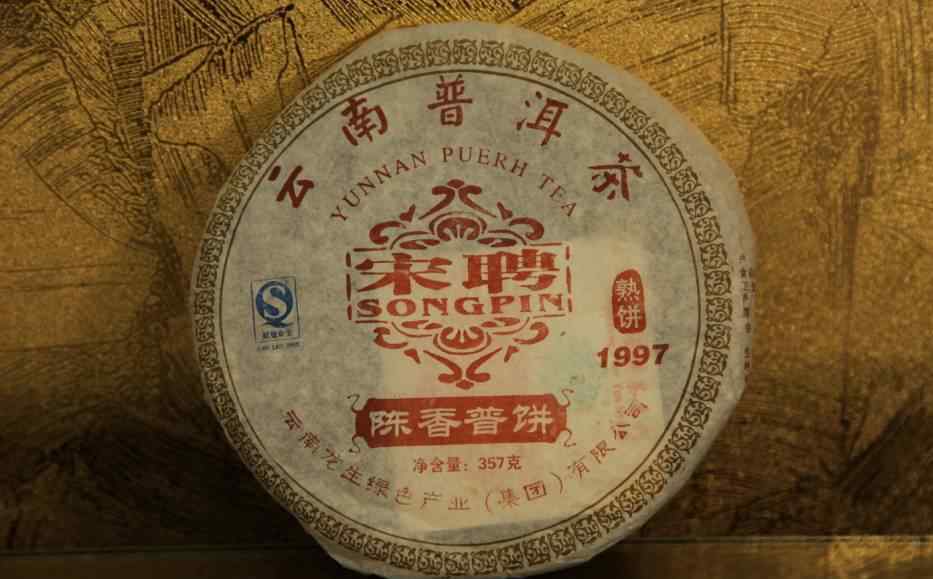 云南普洱茶
YUNNAN PUERH TEA
宋聘
SONGPIN
熟饼
1997
陈香普饼
净含量：357克
云南龙生绿色产业（集团）有限公司